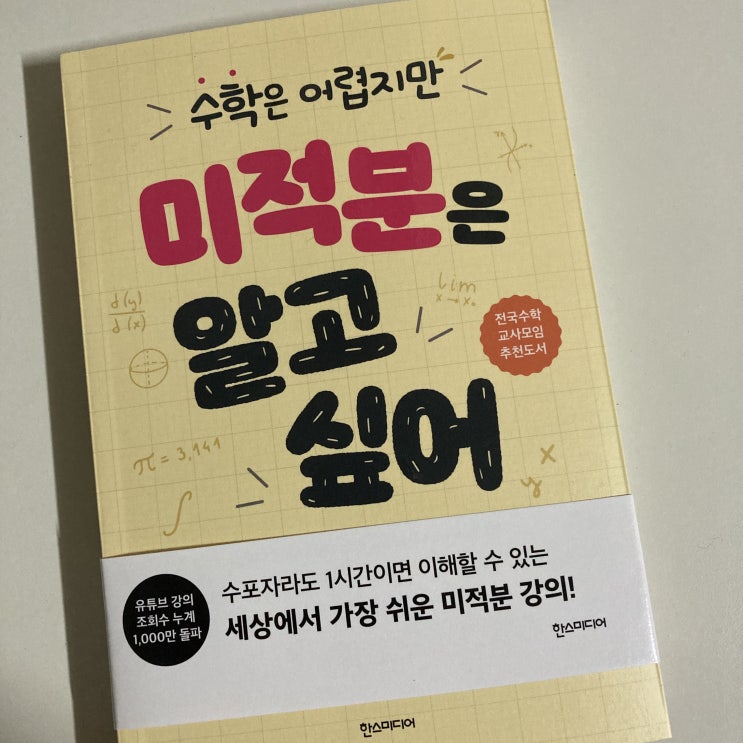 수학은 어렵지만
미적분은
알고
싶어
d(y)
d(x)
lim
x→x₀
전국수학
교사모임
추천도서
π = 3.141
∫
x
y
유튜브 강의
조회수 누계
1,000만 돌파
수포자라도 1시간이면 이해할 수 있는
세상에서 가장 쉬운 미적분 강의!
한스미디어
한스미디어